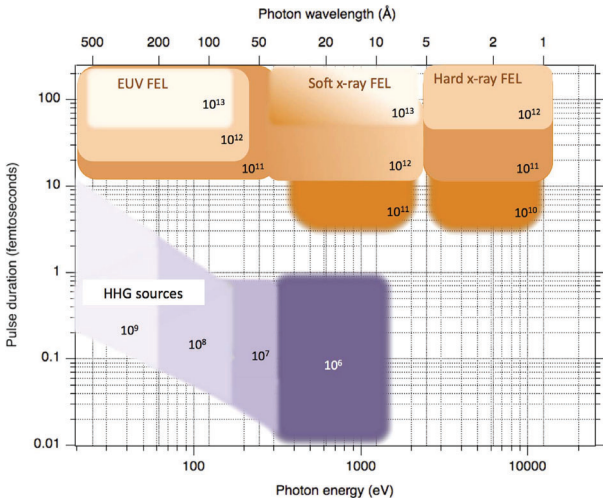 Photon wavelength (Å)
500 200 100 50 20 10 5 2 1
EUV FEL Soft x-ray FEL Hard x-ray FEL
10¹³ 10¹³ 10¹²
10¹² 10¹² 10¹¹
10¹¹ 10¹¹ 10¹⁰
HHG sources
10⁹ 10⁸ 10⁷ 10⁶
Pulse duration (femtoseconds)
100
10
1
0.1
0.01
100 1000 10000
Photon energy (eV)